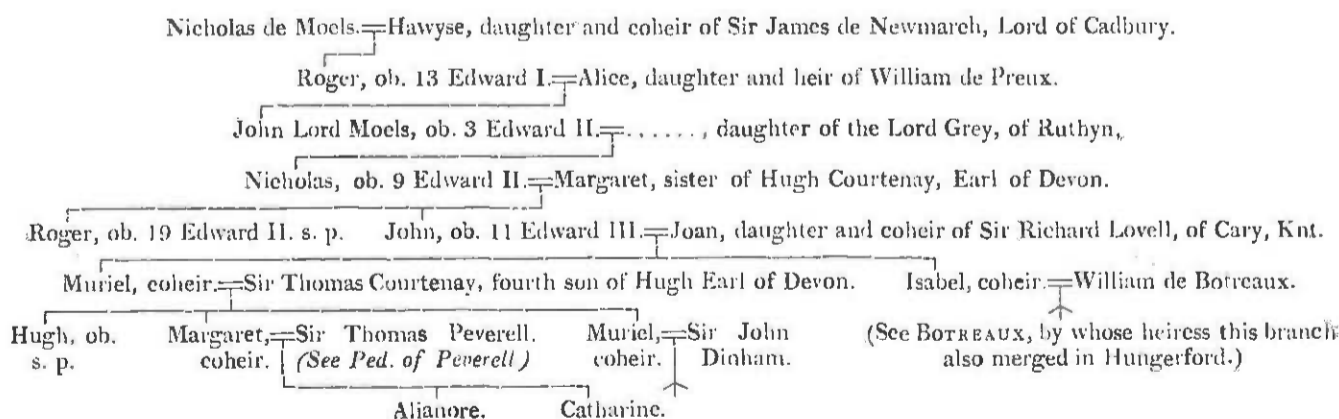 Nicholas de Moels.=Hawyse, daughter and coheir of Sir James de Newmarch, Lord of Cadbury.
Roger, ob. 13 Edward I.=Alice, daughter and heir of William de Preux.
John Lord Moels, ob. 3 Edward II.=......, daughter of the Lord Grey, of Ruthyn,
Nicholas, ob. 9 Edward II.=Margaret, sister of Hugh Courtenay, Earl of Devon.
Roger, ob. 19 Edward II. s. p. John, ob. 11 Edward III.=Joan, daughter and coheir of Sir Richard Lovell, of Cary, Knt.
Muriel, coheir.=Sir Thomas Courtenay, fourth son of Hugh Earl of Devon. Isabel, coheir.=William de Botreaux.
Hugh, ob. Margaret,=Sir Thomas Peverell. Muriel,=Sir John (See BOTREAUX, by whose heiress this branch
s. p. coheir. (See Ped. of Peverell) coheir. Dinham. also merged in Hungerford.)
Alianore. Catharine.